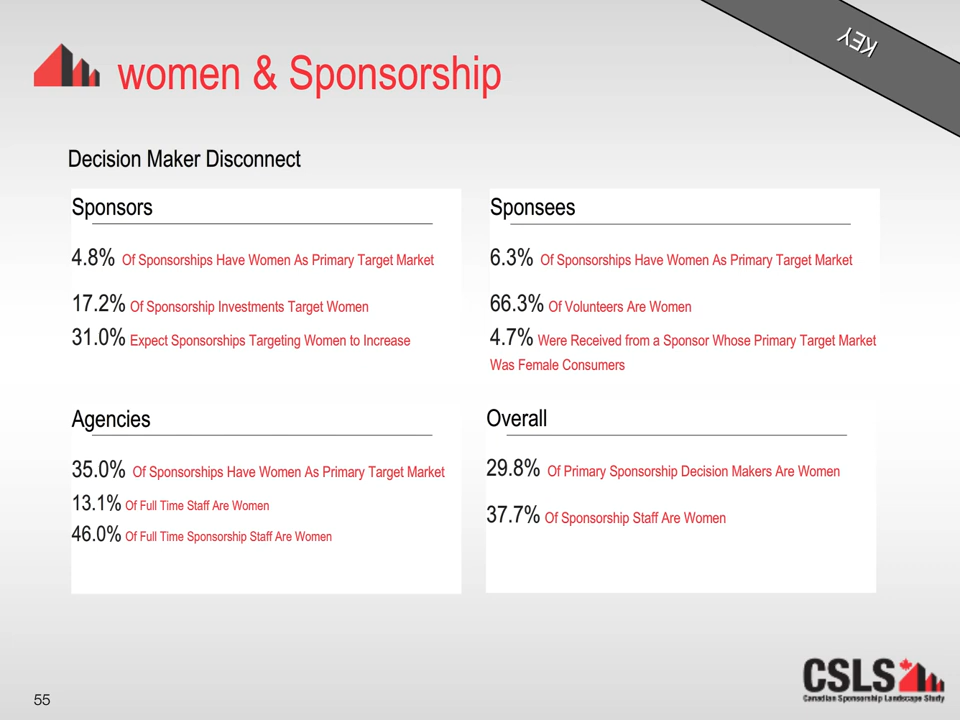 KEY
women & Sponsorship
Decision Maker Disconnect
Sponsors
4.8% Of Sponsorships Have Women As Primary Target Market
17.2% Of Sponsorship Investments Target Women
31.0% Expect Sponsorships Targeting Women to Increase
Sponsees
6.3% Of Sponsorships Have Women As Primary Target Market
66.3% Of Volunteers Are Women
4.7% Were Received from a Sponsor Whose Primary Target Market
Was Female Consumers
Agencies
35.0% Of Sponsorships Have Women As Primary Target Market
13.1% Of Full Time Staff Are Women
46.0% Of Full Time Sponsorship Staff Are Women
Overall
29.8% Of Primary Sponsorship Decision Makers Are Women
37.7% Of Sponsorship Staff Are Women
55
CSLS
Canadian Sponsorship Landscape Study